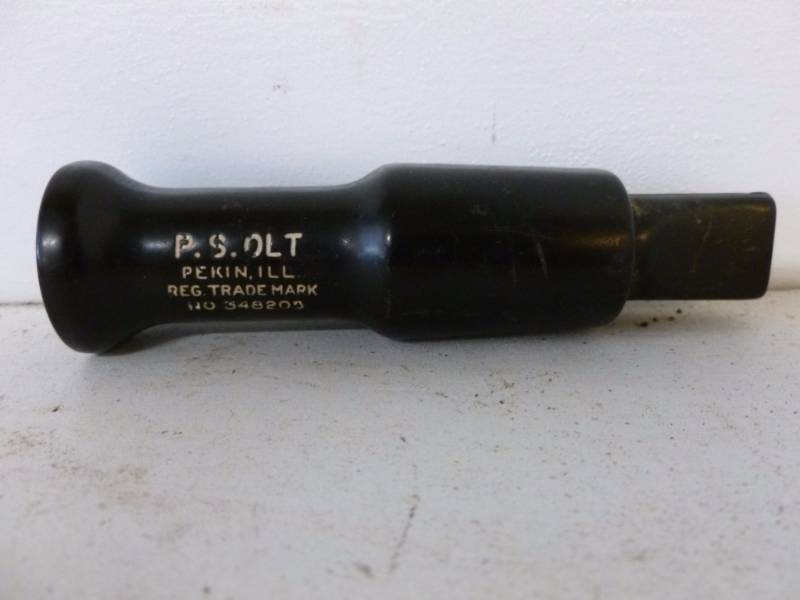 P. S. OLT
PEKIN, ILL.
REG. TRADE MARK
NO 348205